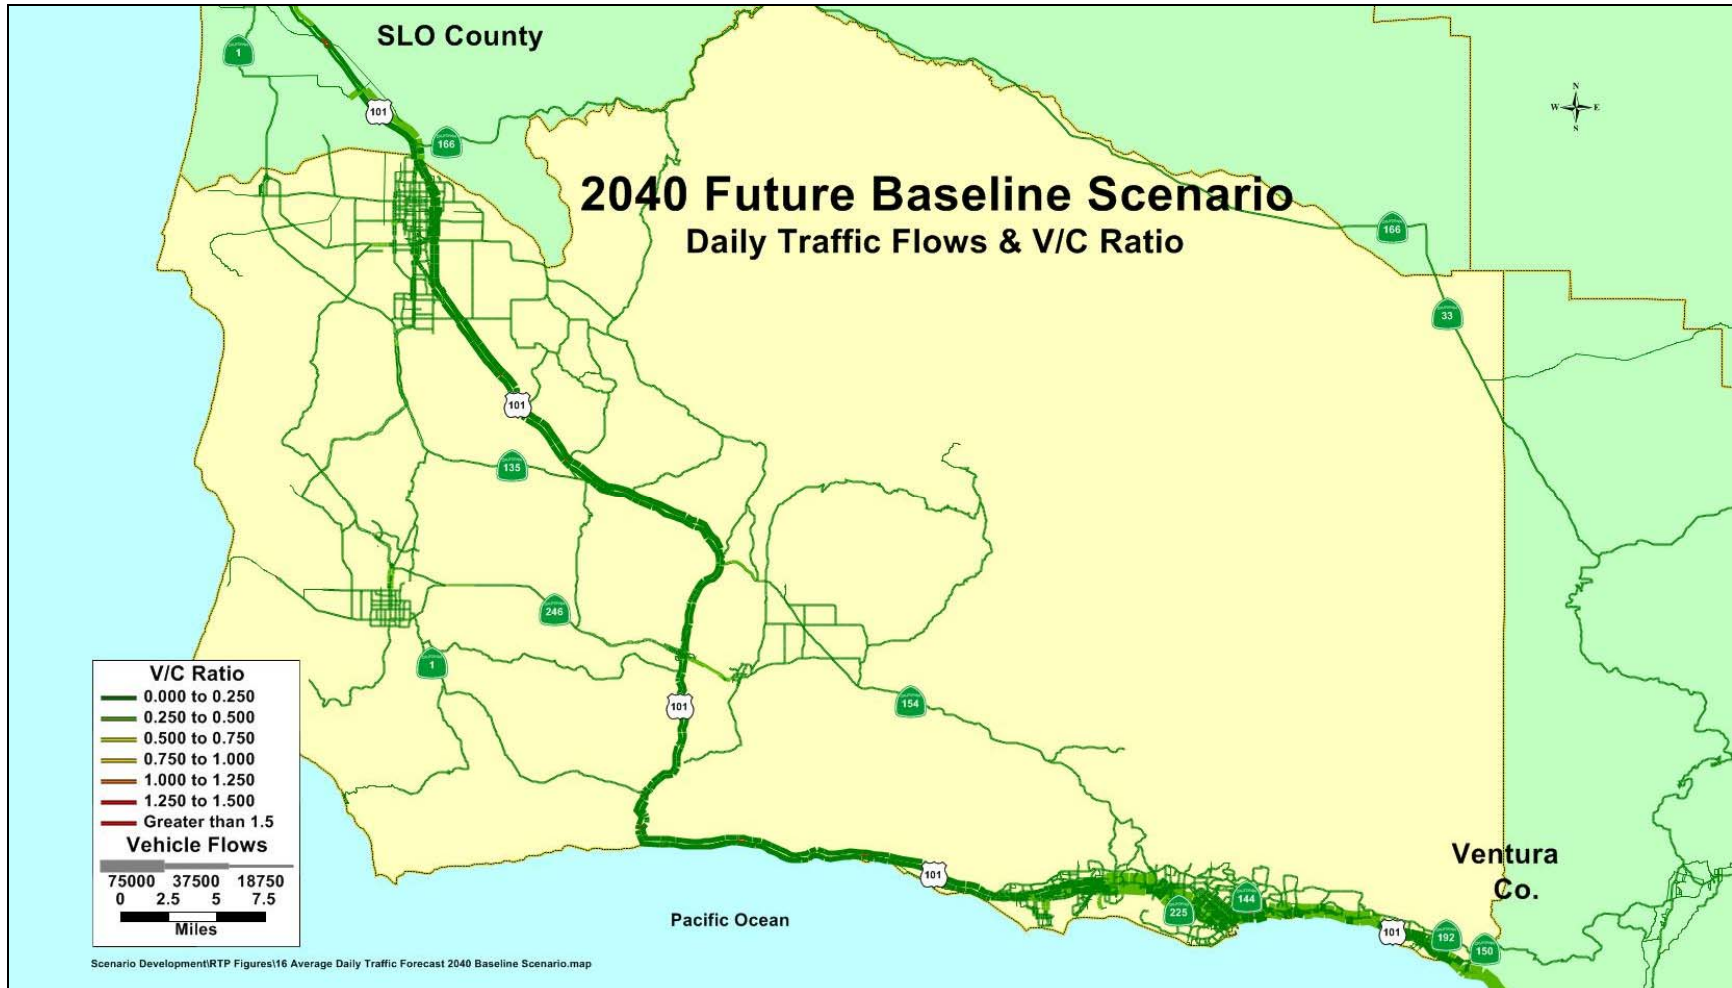 SLO County
1
101
166
N
W E
S
2040 Future Baseline Scenario
Daily Traffic Flows & V/C Ratio
166
33
101
135
246
1
101
154
V/C Ratio
0.000 to 0.250
0.250 to 0.500
0.500 to 0.750
0.750 to 1.000
1.000 to 1.250
1.250 to 1.500
Greater than 1.5
Vehicle Flows
75000 37500 18750
0 2.5 5 7.5
Miles
Ventura
Co.
101
144
225
101
192
150
Pacific Ocean
Scenario Development\RTP Figures\16 Average Daily Traffic Forecast 2040 Baseline Scenario.map